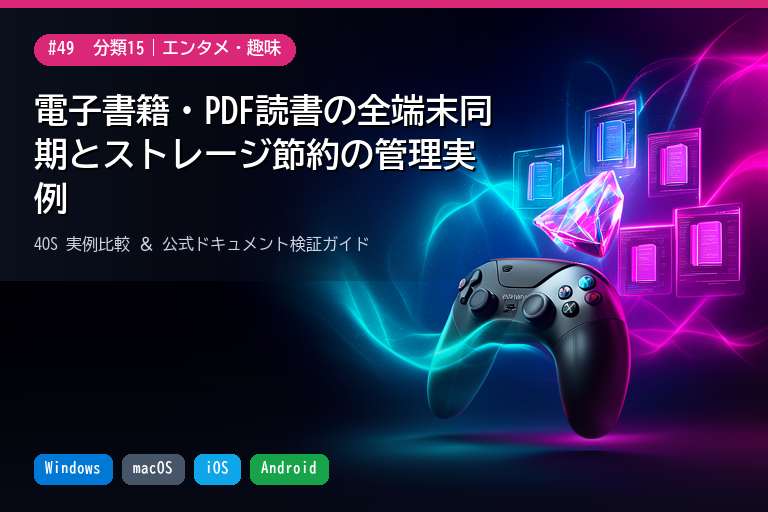 #49 分類15｜エンタメ・趣味
電子書籍・PDF読書の全端末同
期とストレージ節約の管理実
例
4OS 実例比較 ＆ 公式ドキュメント検証ガイド
Windows macOS iOS Android